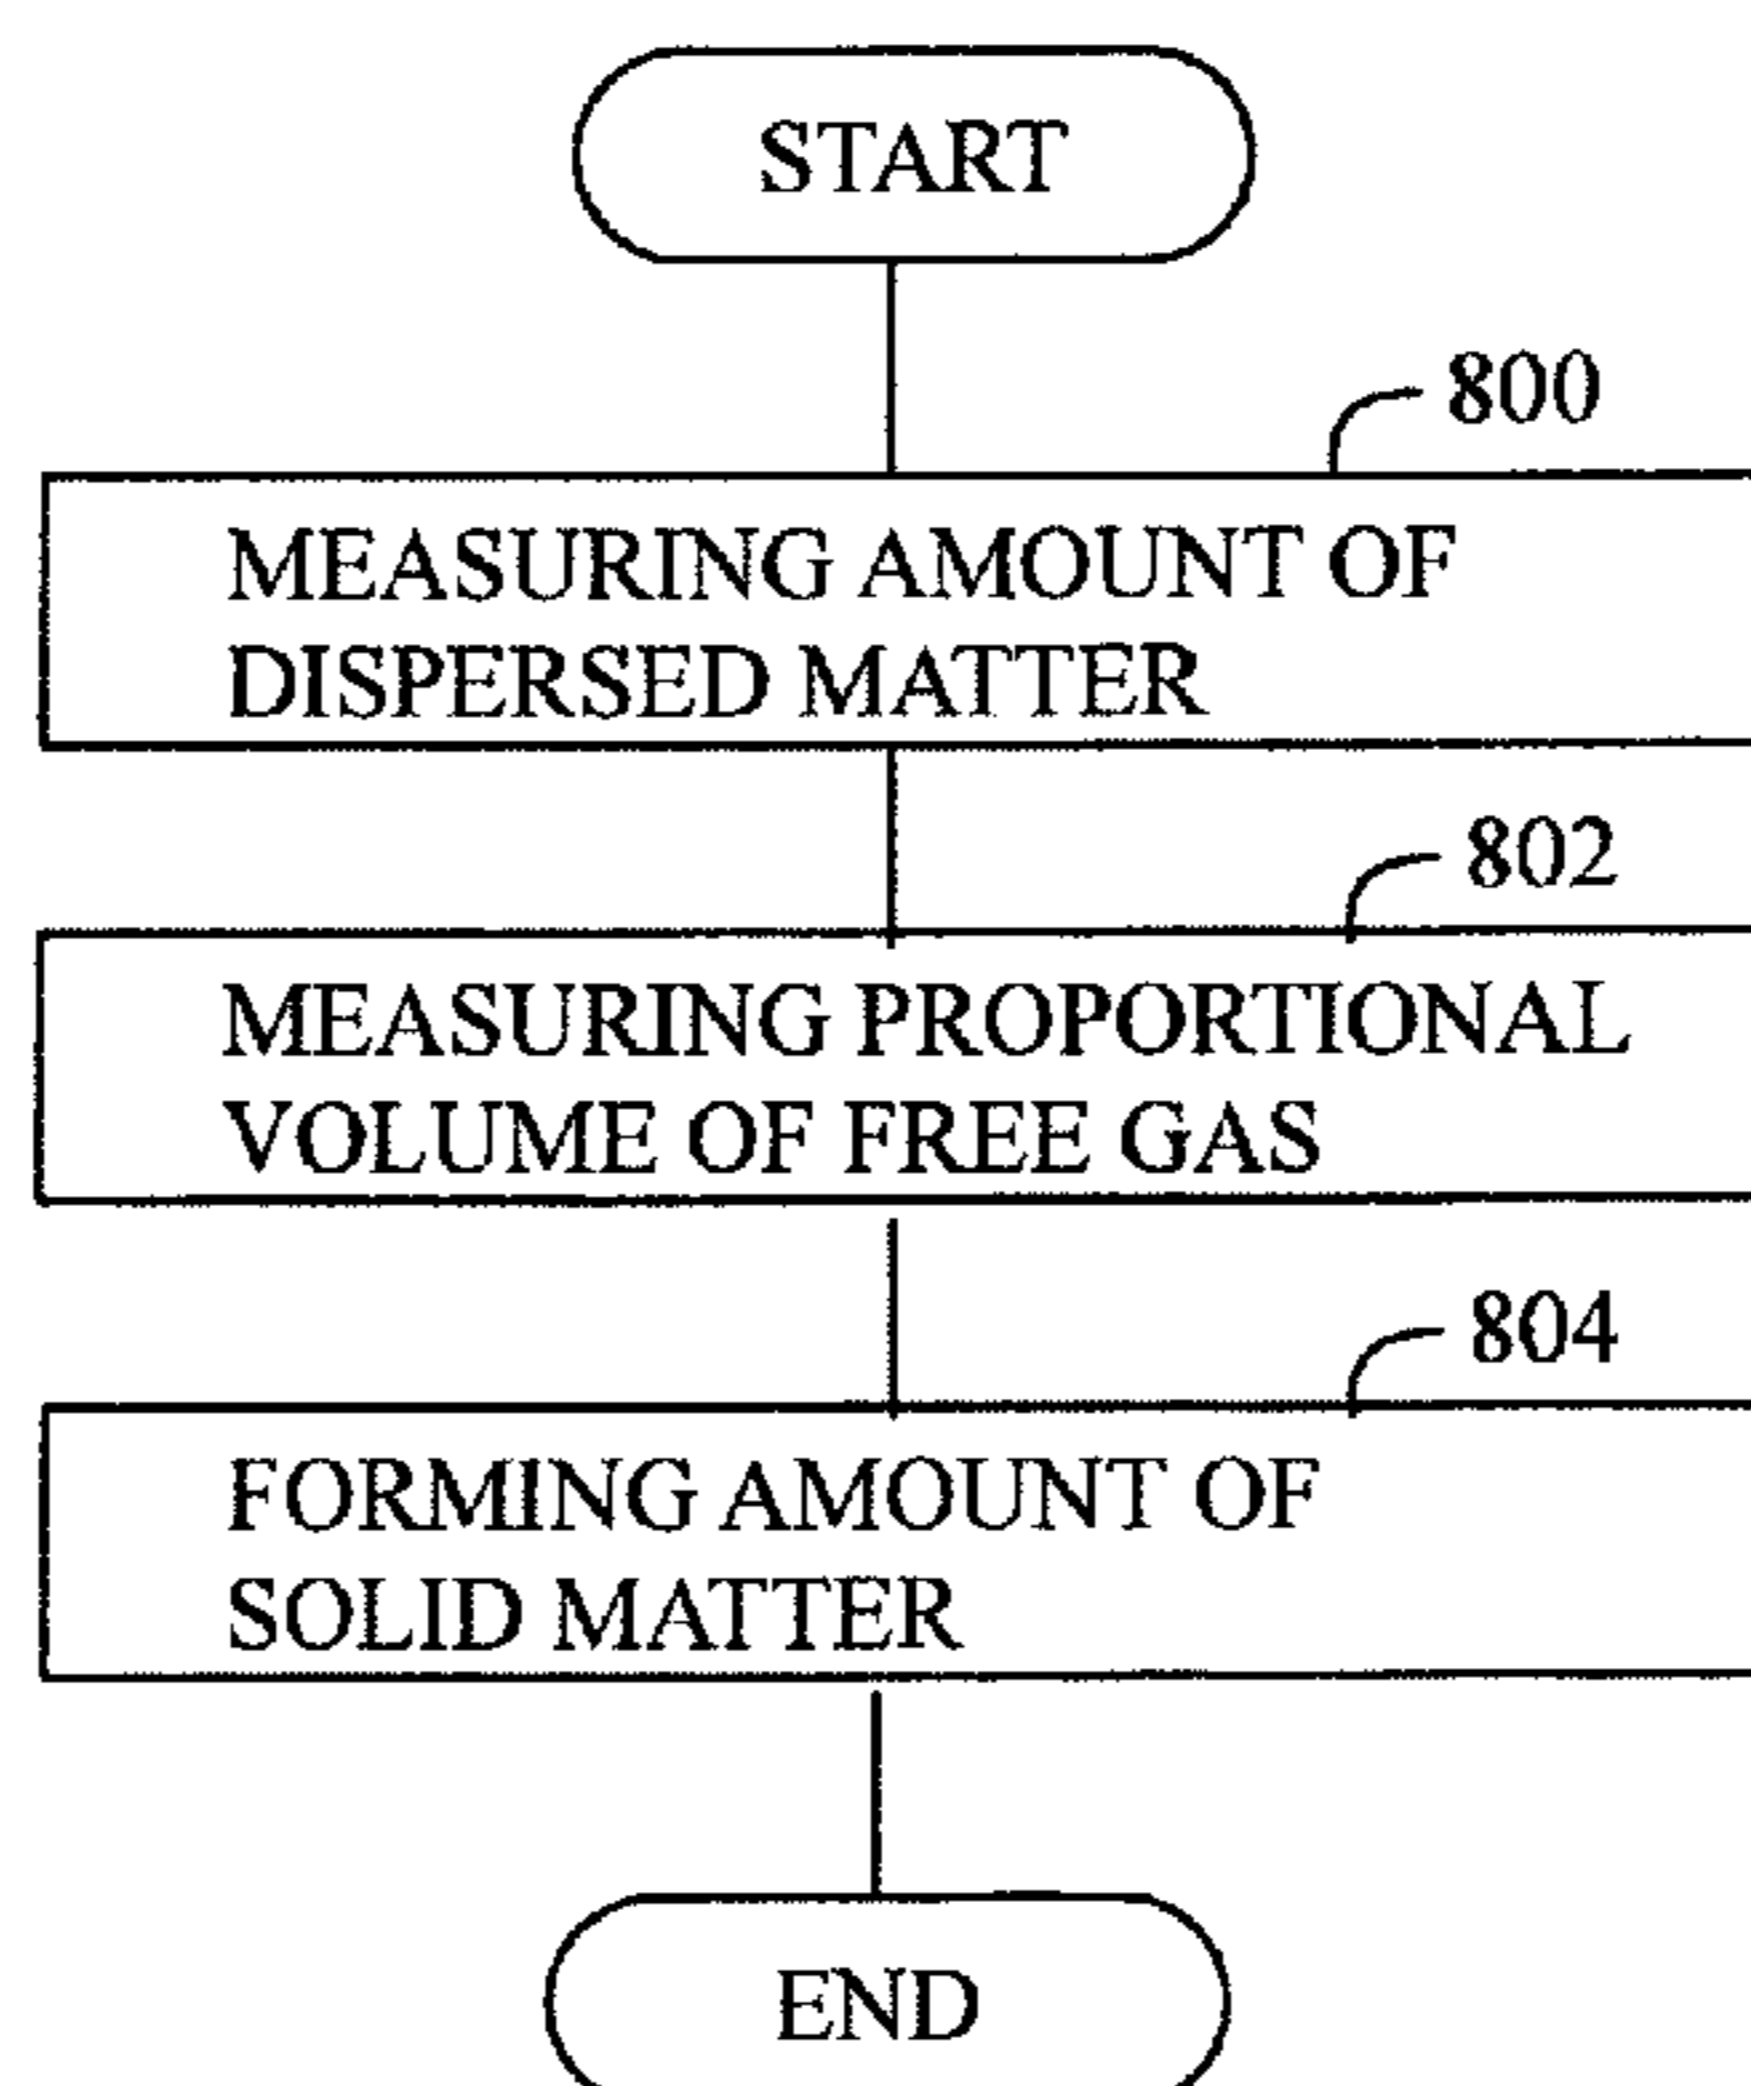 START
800
MEASURING AMOUNT OF
DISPERSED MATTER
802
MEASURING PROPORTIONAL
VOLUME OF FREE GAS
804
FORMING AMOUNT OF
SOLID MATTER
END